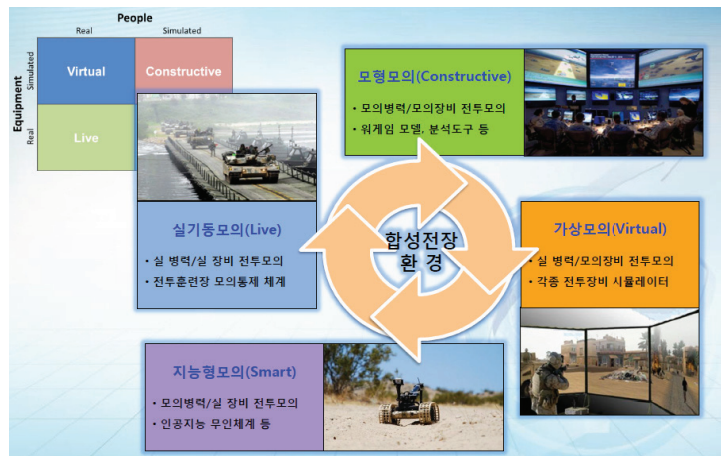 People
Real Simulated
Equipment
Simulated
Real
Virtual
Constructive
Live
모형모의(Constructive)
• 모의병력/모의장비 전투모의
• 워게임 모델, 분석도구 등
실기동모의(Live)
• 실 병력/실 장비 전투모의
• 전투훈련장 모의통제 체계
합성전장
환 경
가상모의(Virtual)
• 실 병력/모의장비 전투모의
• 각종 전투장비 시뮬레이터
지능형모의(Smart)
• 모의병력/실 장비 전투모의
• 인공지능 무인체계 등